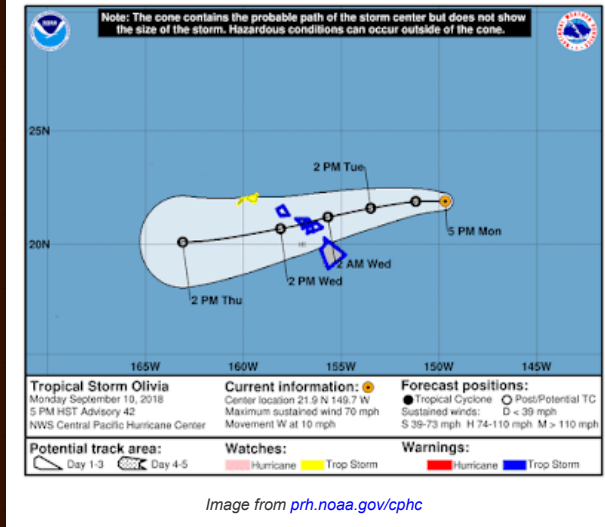 Note: The cone contains the probable path of the storm center but does not show
the size of the storm. Hazardous conditions can occur outside of the cone.
NOAA
25N
2 PM Tue
5 PM Mon
20N
2 AM Wed
2 PM Wed
2 PM Thu
165W 160W 155W 150W 145W
Tropical Storm Olivia
Monday September 10, 2018
5 PM HST Advisory 42
NWS Central Pacific Hurricane Center
Current information:
Center location 21.9 N 149.7 W
Maximum sustained wind 70 mph
Movement W at 10 mph
Forecast positions:
Tropical Cyclone Post/Potential TC
Sustained winds: D < 39 mph
S 39-73 mph H 74-110 mph M > 110 mph
Potential track area:
Day 1-3 Day 4-5
Watches:
Hurricane Trop Storm
Warnings:
Hurricane Trop Storm
Image from prh.noaa.gov/cphc